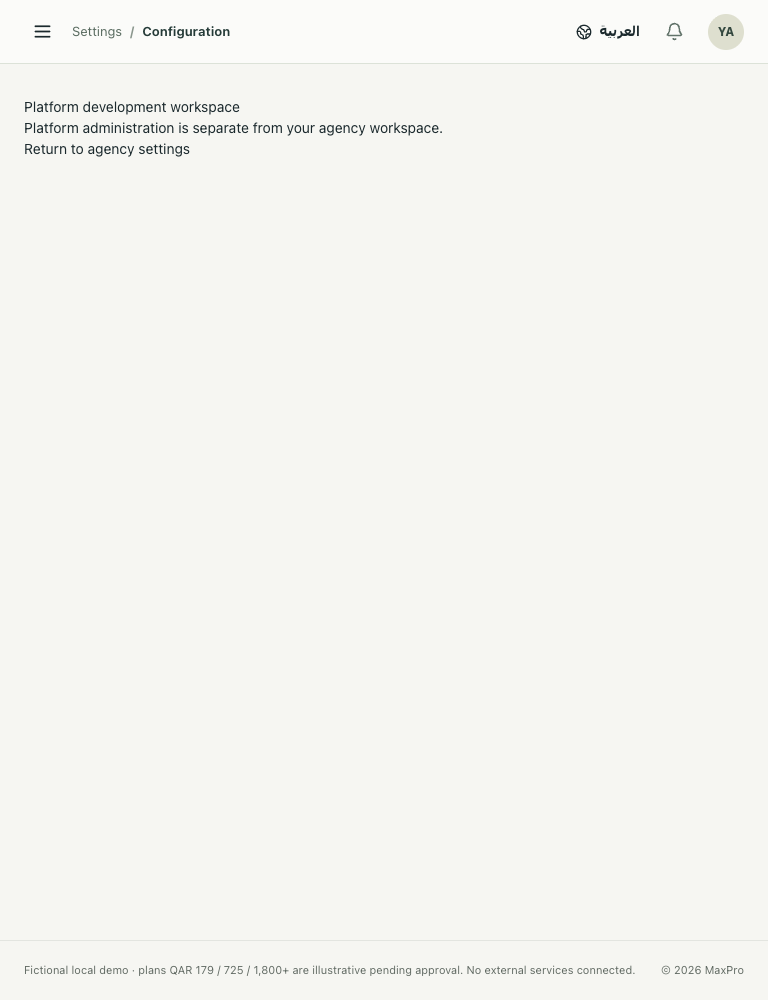 Settings / Configuration
العربية
YA
Platform development workspace
Platform administration is separate from your agency workspace.
Return to agency settings
Fictional local demo · plans QAR 179 / 725 / 1,800+ are illustrative pending approval. No external services connected.
© 2026 MaxPro